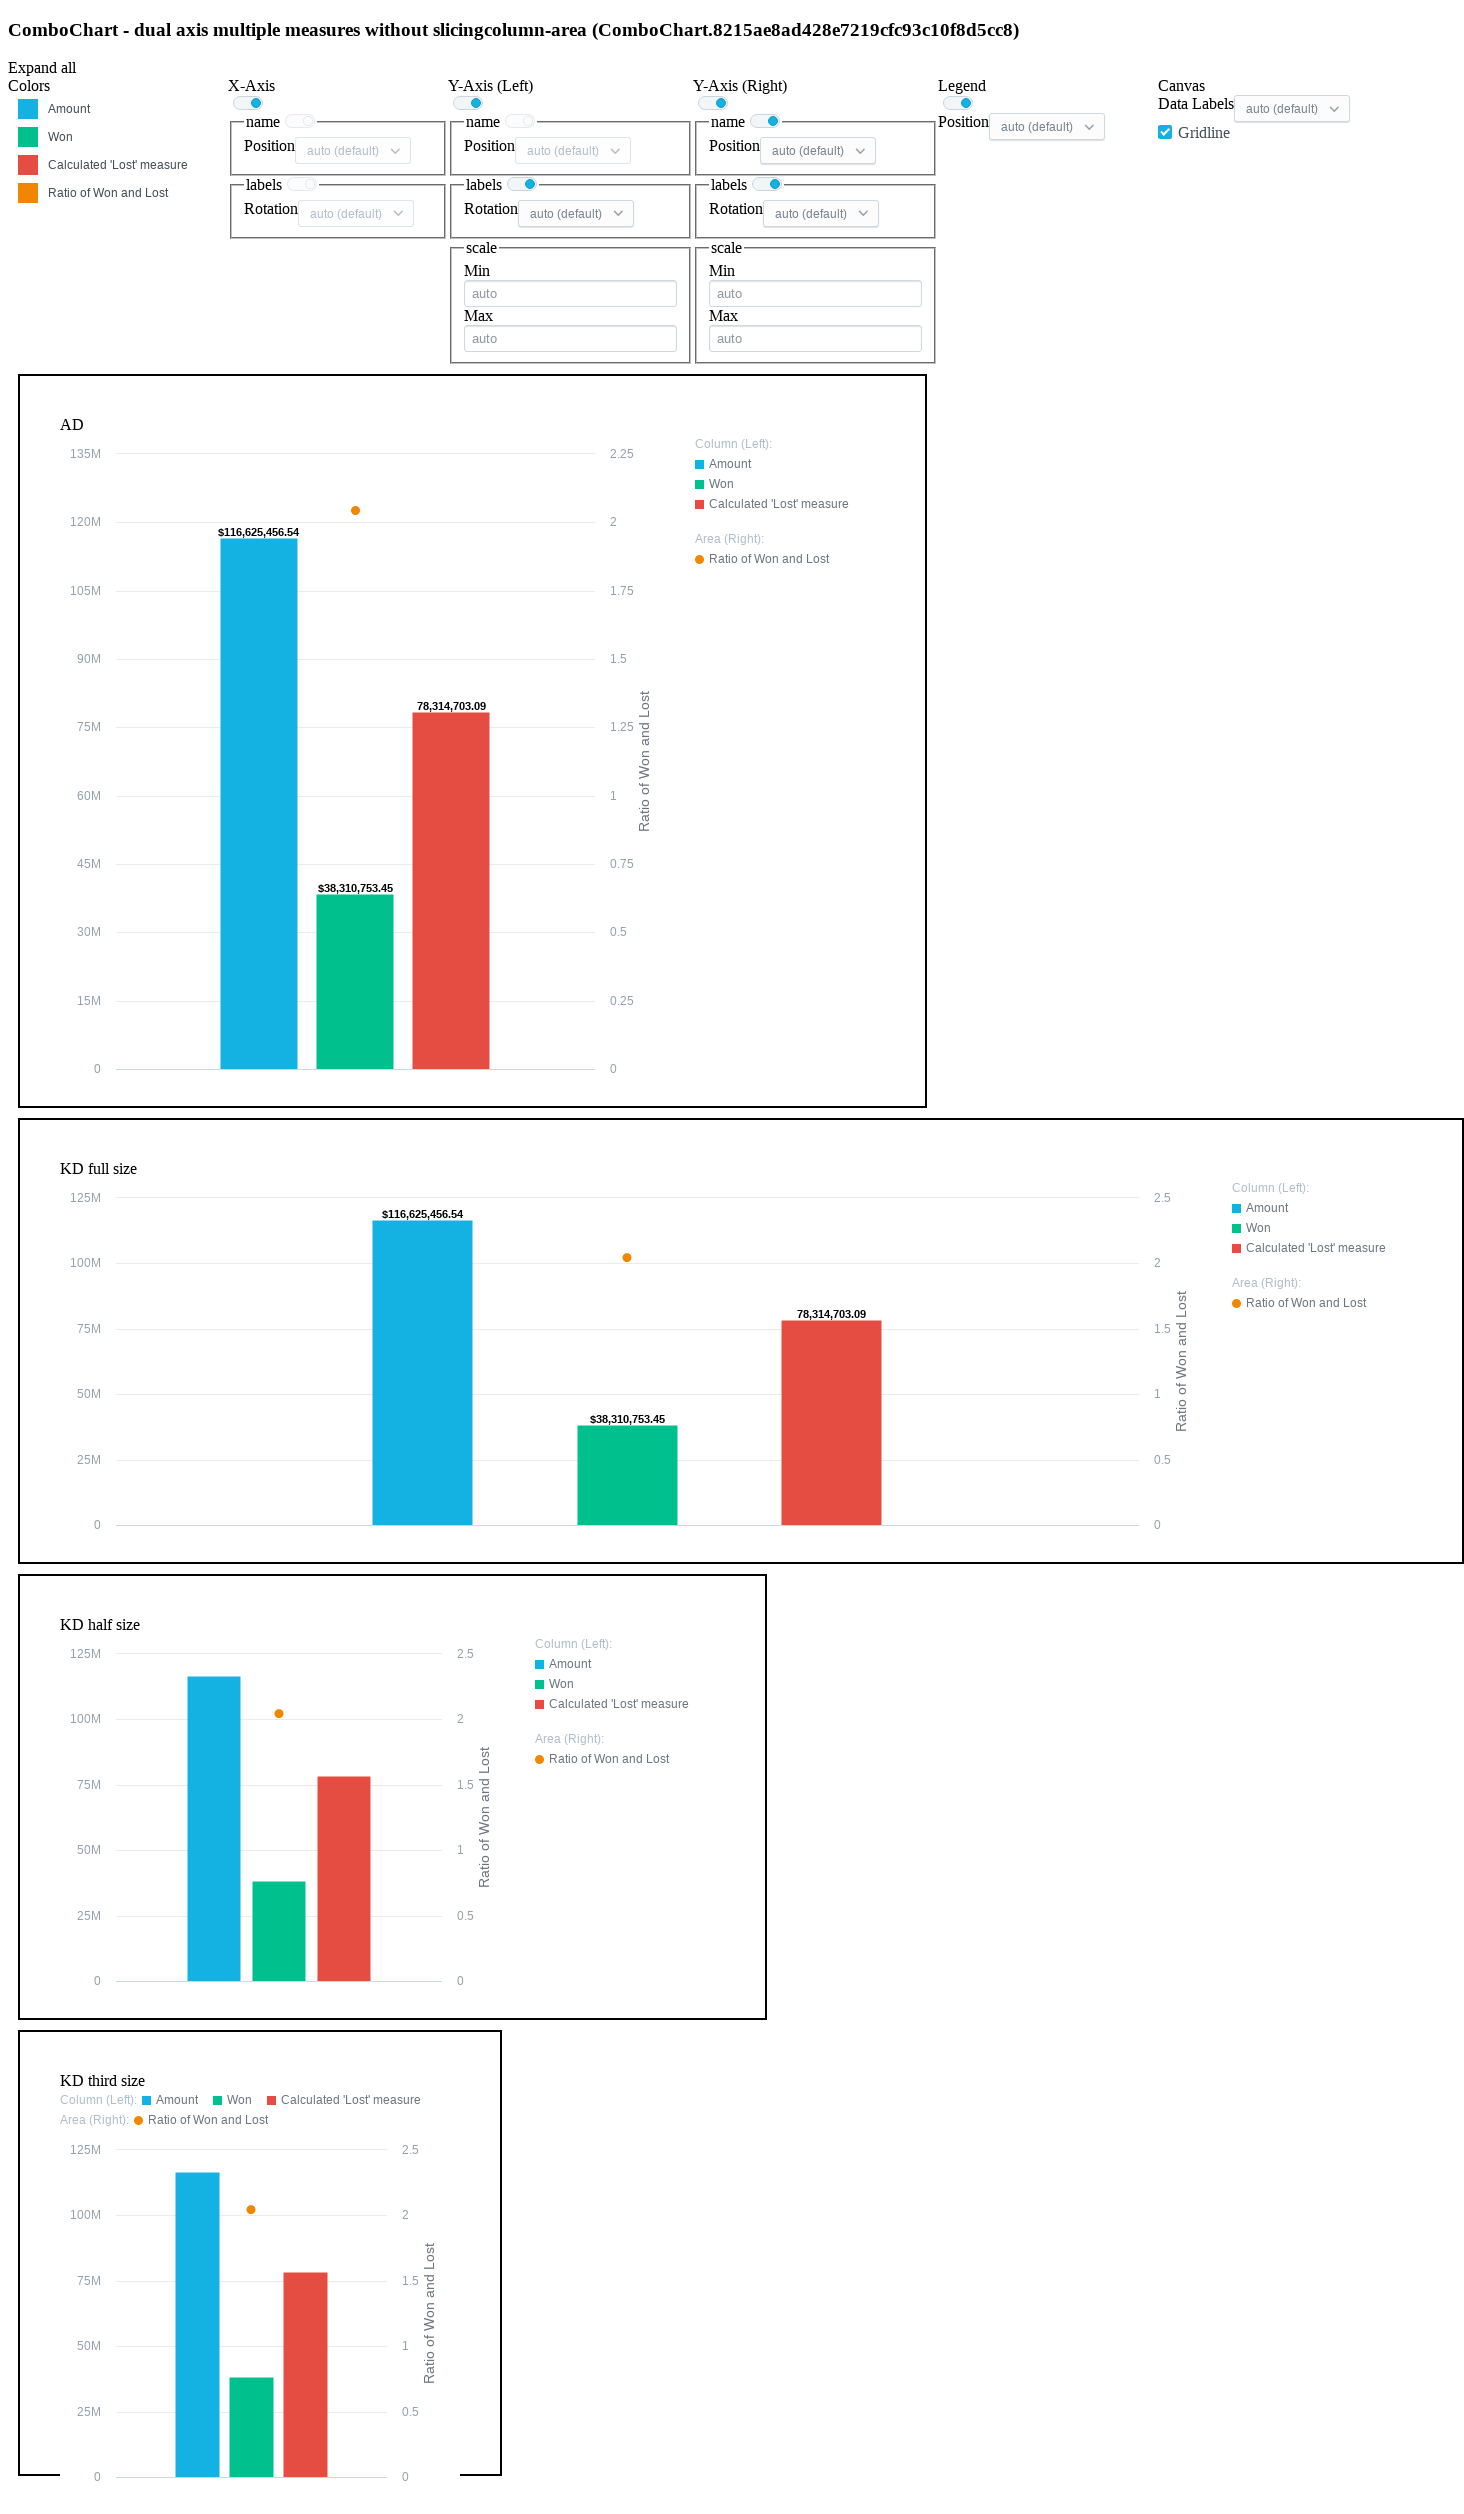 ComboChart - dual axis multiple measures without slicingcolumn-area (ComboChart.8215ae8ad428e7219cfc93c10f8d5cc8)
Expand all
Colors
Amount
Won
Calculated 'Lost' measure
Ratio of Won and Lost
X-Axis
name
Position auto (default)
labels
Rotation auto (default)
Y-Axis (Left)
name
Position auto (default)
labels
Rotation auto (default)
scale
Min
auto
Max
auto
Y-Axis (Right)
name
Position auto (default)
labels
Rotation auto (default)
scale
Min
auto
Max
auto
Legend
Position auto (default)
Canvas
Data Labels auto (default)
Gridline
AD
135M
120M
105M
90M
75M
60M
45M
30M
15M
0
$116,625,456.54
$38,310,753.45
78,314,703.09
2.25
2
1.75
1.5
1.25
1
0.75
0.5
0.25
0
Ratio of Won and Lost
Column (Left):
Amount
Won
Calculated 'Lost' measure
Area (Right):
Ratio of Won and Lost
KD full size
125M
100M
75M
50M
25M
0
$116,625,456.54
$38,310,753.45
78,314,703.09
2.5
2
1.5
1
0.5
0
Ratio of Won and Lost
Column (Left):
Amount
Won
Calculated 'Lost' measure
Area (Right):
Ratio of Won and Lost
KD half size
125M
100M
75M
50M
25M
0
2.5
2
1.5
1
0.5
0
Ratio of Won and Lost
Column (Left):
Amount
Won
Calculated 'Lost' measure
Area (Right):
Ratio of Won and Lost
KD third size
Column (Left): Amount Won Calculated 'Lost' measure
Area (Right): Ratio of Won and Lost
125M
100M
75M
50M
25M
0
2.5
2
1.5
1
0.5
0
Ratio of Won and Lost